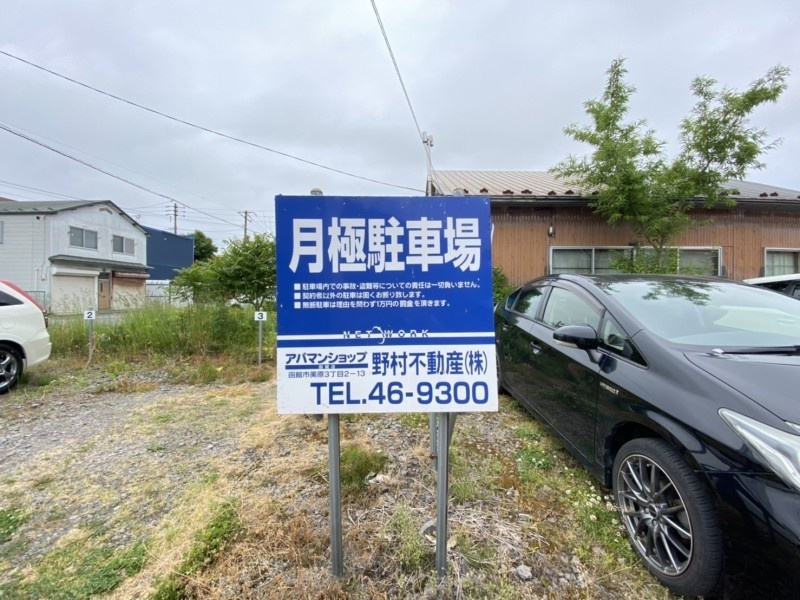 月極駐車場
■駐車場内での事故・盗難等についての責任は一切負いません。
■契約者以外の駐車は固くお断り致します。
■無断駐車は理由を問わず1万円の罰金を頂きます。
NETWORK
アパマンショップ
野村不動産㈱
函館市美原3丁目2-13
TEL.46-9300
2
3